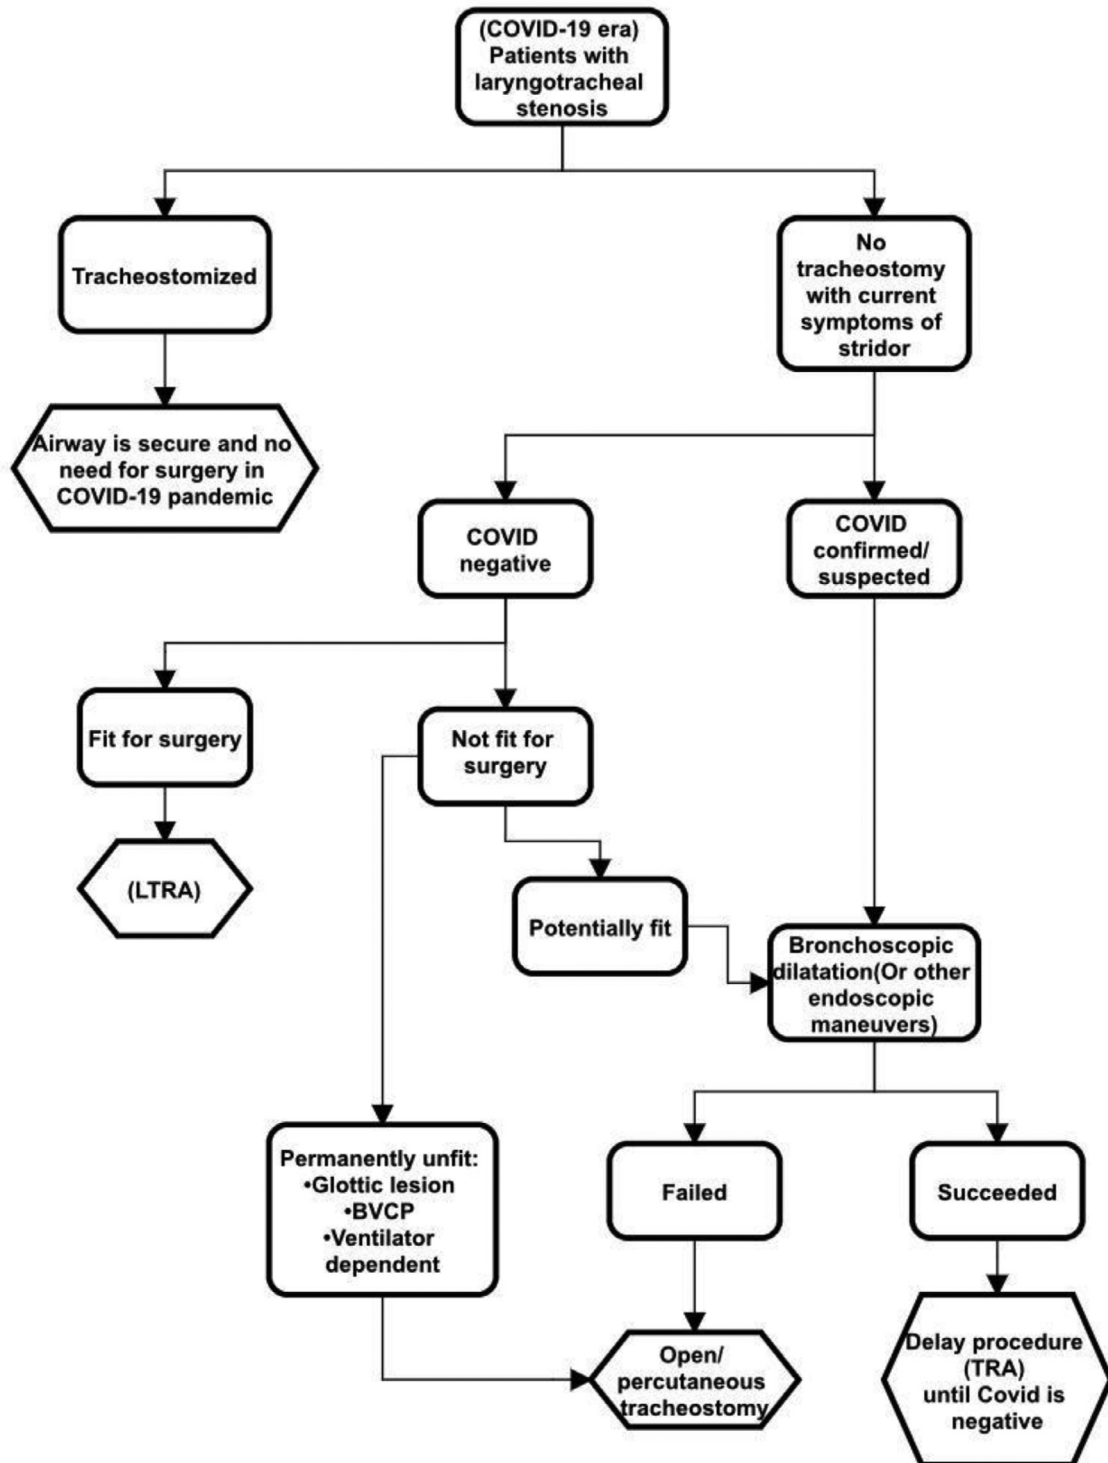 (COVID-19 era)
Patients with
laryngotracheal
stenosis
Tracheostomized
No
tracheostomy
with current
symptoms of
stridor
Airway is secure and no
need for surgery in
COVID-19 pandemic
COVID
negative
COVID
confirmed/
suspected
Fit for surgery
Not fit for
surgery
(LTRA)
Potentially fit
Bronchoscopic
dilatation(Or other
endoscopic
maneuvers)
Permanently unfit:
•Glottic lesion
•BVCP
•Ventilator
dependent
Failed
Succeeded
Open/
percutaneous
tracheostomy
Delay procedure
(TRA)
until Covid is
negative